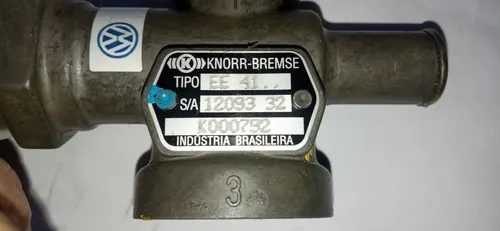 KNORR-BREMSE
TIPO EE 41..
S/A 12093 32
K000792
INDÚSTRIA BRASILEIRA
3